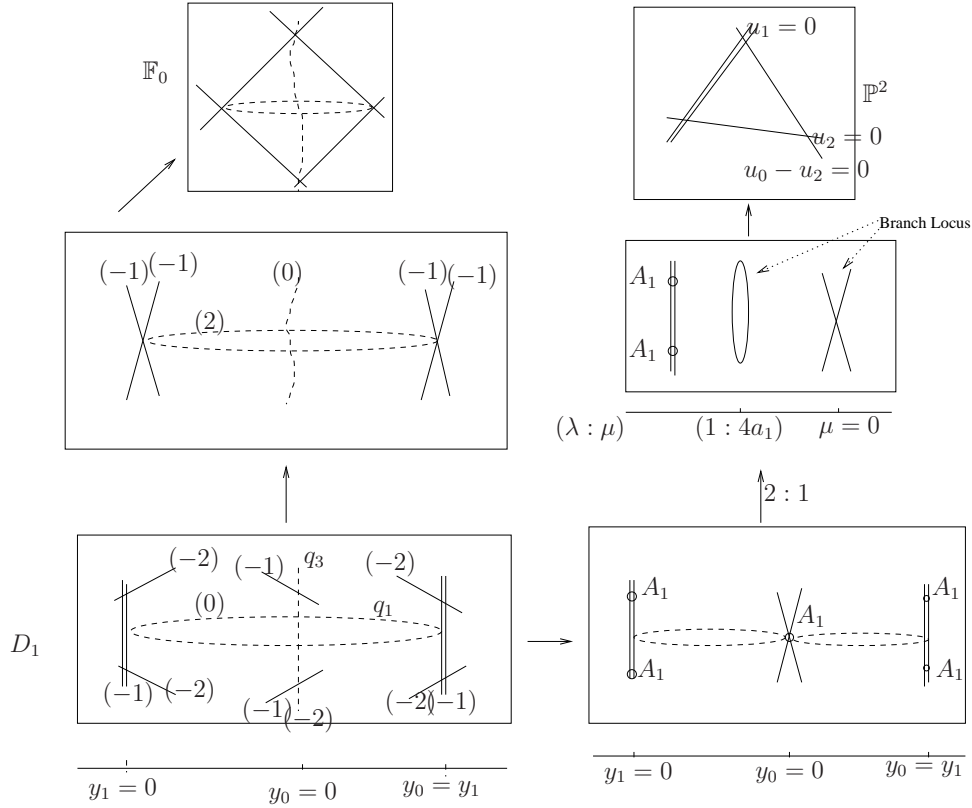 𝔽₀
u₁ = 0
ℙ²
u₂ = 0
u₀ − u₂ = 0
(−1) (−1)
(0)
(−1) (−1)
(2)
Branch Locus
A₁
A₁
(λ : μ)
(1 : 4a₁)
μ = 0
2 : 1
D₁
(−2)
(−1)
q₃
(−2)
(0)
q₁
(−1)
(−2)
(−1)
(−2)
(−2)
(−1)
y₁ = 0
y₀ = 0
y₀ = y₁
A₁
A₁
A₁
A₁
A₁
y₁ = 0
y₀ = 0
y₀ = y₁